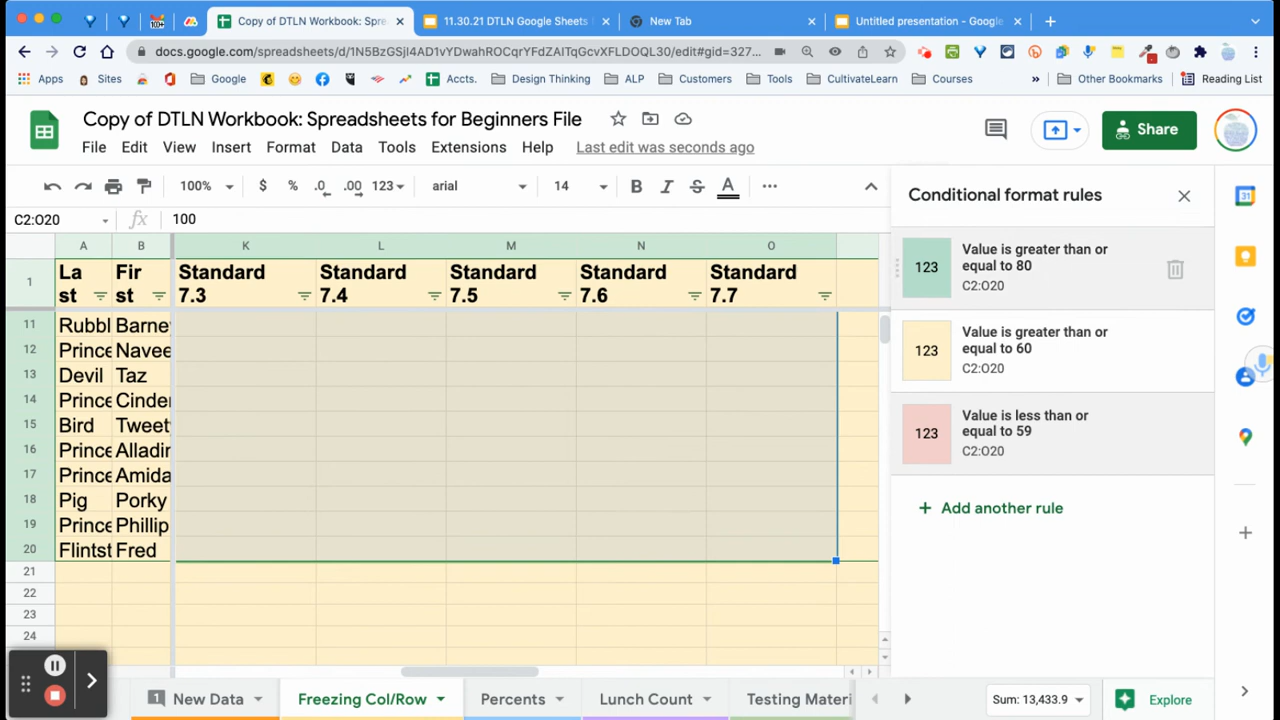 Copy of DTLN Workbook: Spre
11.30.21 DTLN Google Sheets
New Tab
Untitled presentation - Google
docs.google.com/spreadsheets/d/1N5BzGSjI4AD1vYDwahROCqrYFdZAITqGcvXFLDOQL30/edit#gid=327...
Apps
Sites
Google
Accts.
Design Thinking
ALP
Customers
Tools
CultivateLearn
Courses
»
Other Bookmarks
Reading List
Copy of DTLN Workbook: Spreadsheets for Beginners File
Share
File Edit View Insert Format Data Tools Extensions Help Last edit was seconds ago
100% $ % .0 .00 123 arial 14 B I S A
C2:O20 fx 100
A B K L M N O
1 La st Fir st Standard 7.3 Standard 7.4 Standard 7.5 Standard 7.6 Standard 7.7
11 Rubbl Barne
12 Prince Navee
13 Devil Taz
14 Prince Cinder
15 Bird Tweet
16 Prince Alladin
17 Prince Amida
18 Pig Porky
19 Prince Phillip
20 Flintst Fred
21
22
23
24
Conditional format rules
123
Value is greater than or
equal to 80
C2:O20
123
Value is greater than or
equal to 60
C2:O20
123
Value is less than or
equal to 59
C2:O20
+ Add another rule
31
1 New Data
Freezing Col/Row
Percents
Lunch Count
Testing Materi
Sum: 13,433.9
Explore